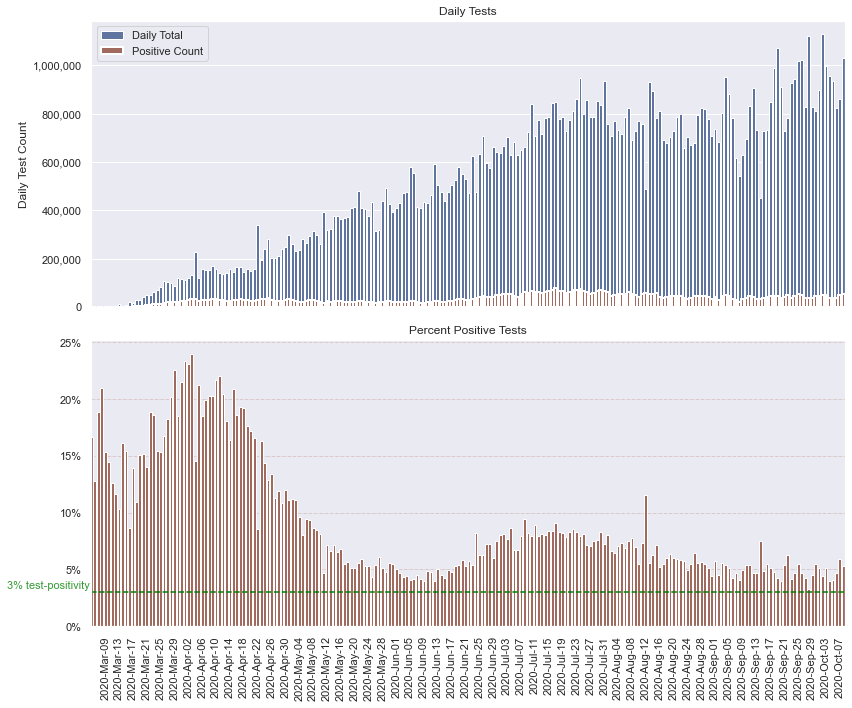 Daily Tests
Daily Total
Positive Count
Daily Test Count
1,000,000
800,000
600,000
400,000
200,000
0
Percent Positive Tests
25%
20%
15%
10%
5%
3% test-positivity
0%
2020-Mar-09
2020-Mar-13
2020-Mar-17
2020-Mar-21
2020-Mar-25
2020-Mar-29
2020-Apr-02
2020-Apr-06
2020-Apr-10
2020-Apr-14
2020-Apr-18
2020-Apr-22
2020-Apr-26
2020-Apr-30
2020-May-04
2020-May-08
2020-May-12
2020-May-16
2020-May-20
2020-May-24
2020-May-28
2020-Jun-01
2020-Jun-05
2020-Jun-09
2020-Jun-13
2020-Jun-17
2020-Jun-21
2020-Jun-25
2020-Jun-29
2020-Jul-03
2020-Jul-07
2020-Jul-11
2020-Jul-15
2020-Jul-19
2020-Jul-23
2020-Jul-27
2020-Jul-31
2020-Aug-04
2020-Aug-08
2020-Aug-12
2020-Aug-16
2020-Aug-20
2020-Aug-24
2020-Aug-28
2020-Sep-01
2020-Sep-05
2020-Sep-09
2020-Sep-13
2020-Sep-17
2020-Sep-21
2020-Sep-25
2020-Sep-29
2020-Oct-03
2020-Oct-07